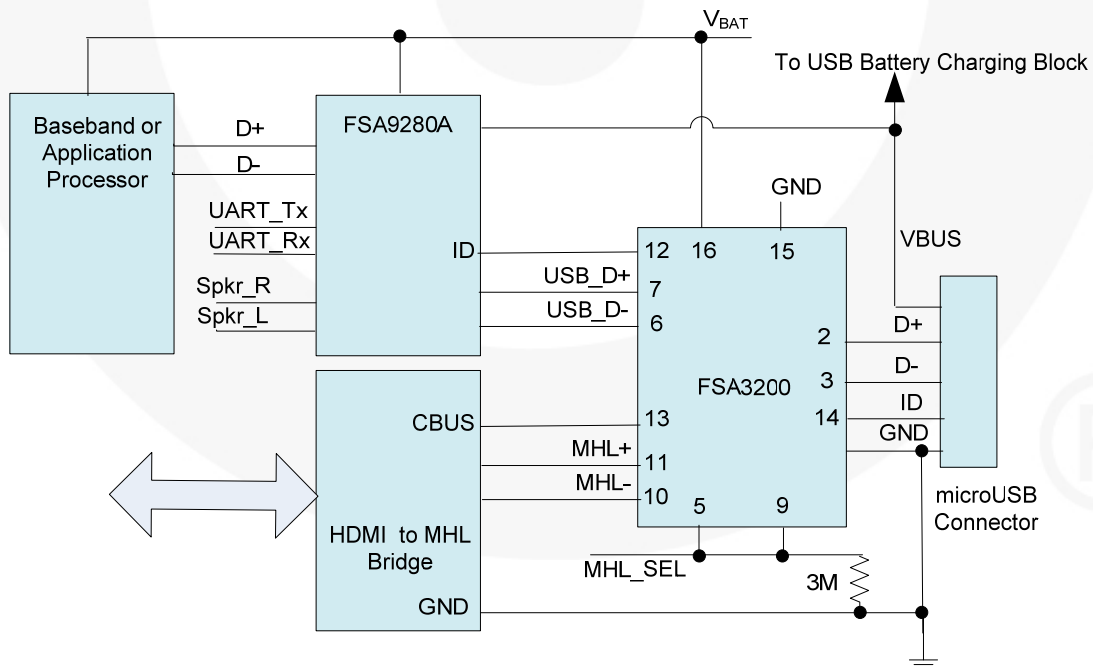 VBAT
To USB Battery Charging Block
Baseband or
Application
Processor
D+
D-
FSA9280A
UART_Tx
UART_Rx
Spkr_R
Spkr_L
ID
USB_D+
USB_D-
GND
VBUS
12
16
15
7
6
2
3
14
FSA3200
13
11
10
5
9
D+
D-
ID
GND
microUSB
Connector
CBUS
MHL+
MHL-
HDMI to MHL
Bridge
GND
MHL_SEL
3M